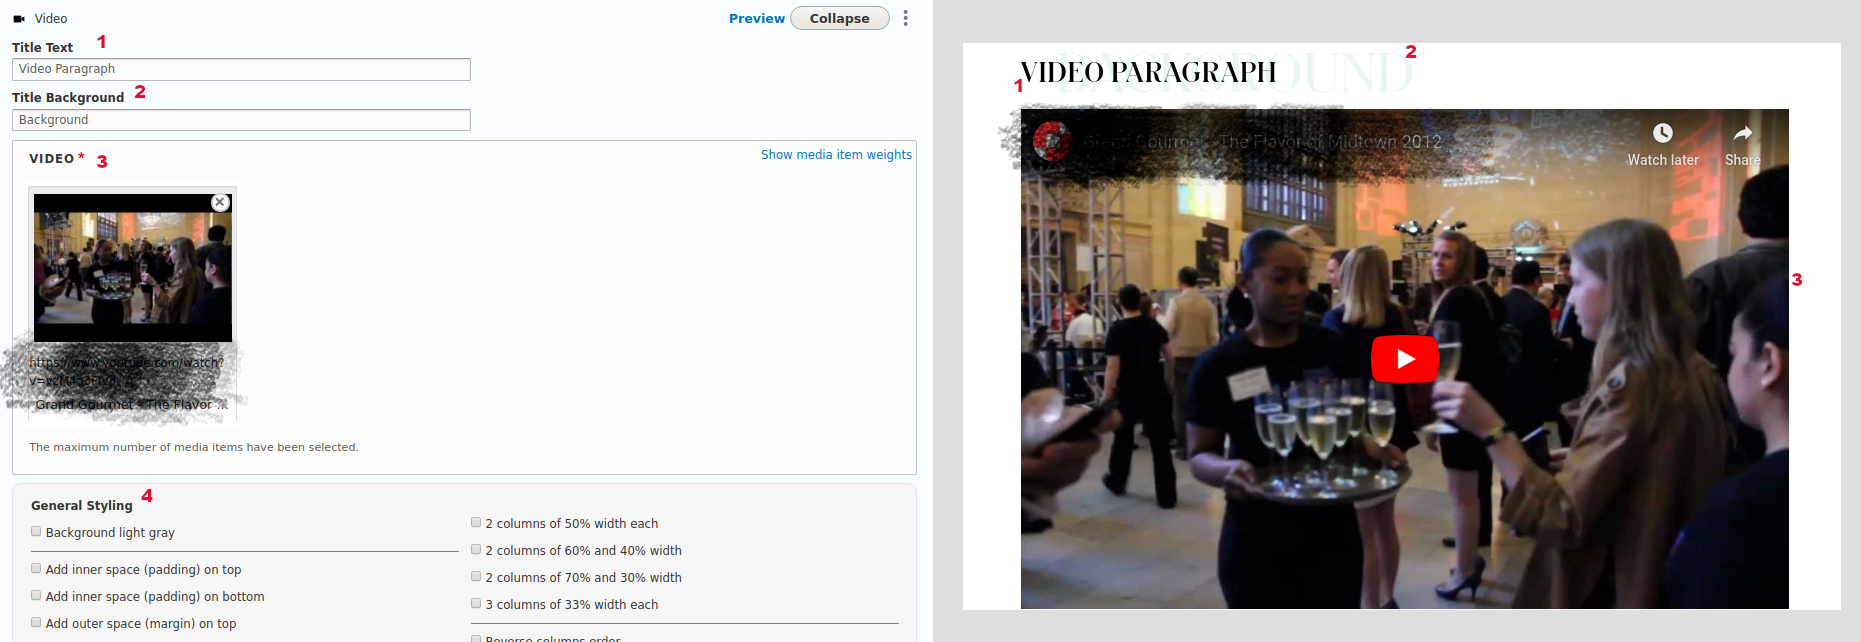 Video
Preview
Collapse
Title Text 1
Video Paragraph
Title Background 2
Background
VIDEO * 3
Show media item weights
https://www.youtube.com/watch?
Grand Gourmet - The Flavor ...
The maximum number of media items have been selected.
General Styling 4
Background light gray
Add inner space (padding) on top
Add inner space (padding) on bottom
Add outer space (margin) on top
2 columns of 50% width each
2 columns of 60% and 40% width
2 columns of 70% and 30% width
3 columns of 33% width each
Reverse columns order
BACKGROUND 2
1 VIDEO PARAGRAPH
Grand Gourmet - The Flavor of Midtown 2012
Watch later
Share
3